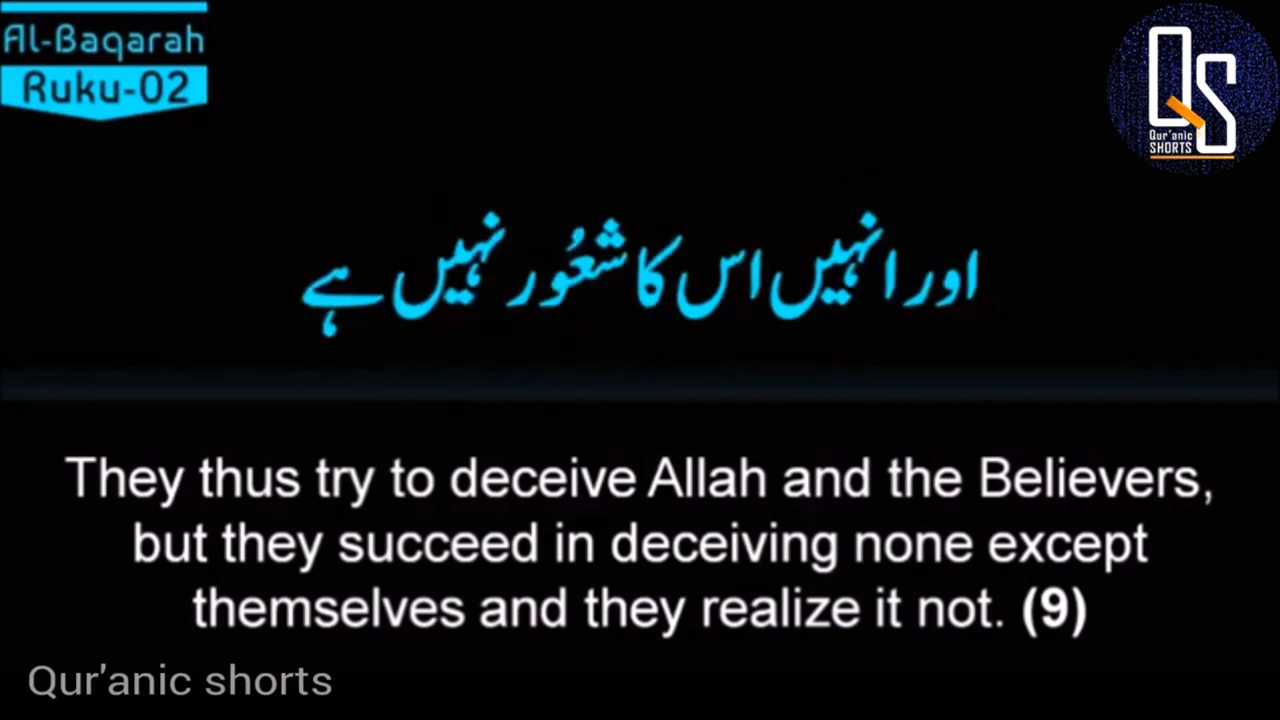 Al-Baqarah
Ruku-02
QS
Qur'anic
SHORTS
اور انہیں اس کا شعُور نہیں ہے
They thus try to deceive Allah and the Believers,
but they succeed in deceiving none except
themselves and they realize it not. (9)
Qur'anic shorts